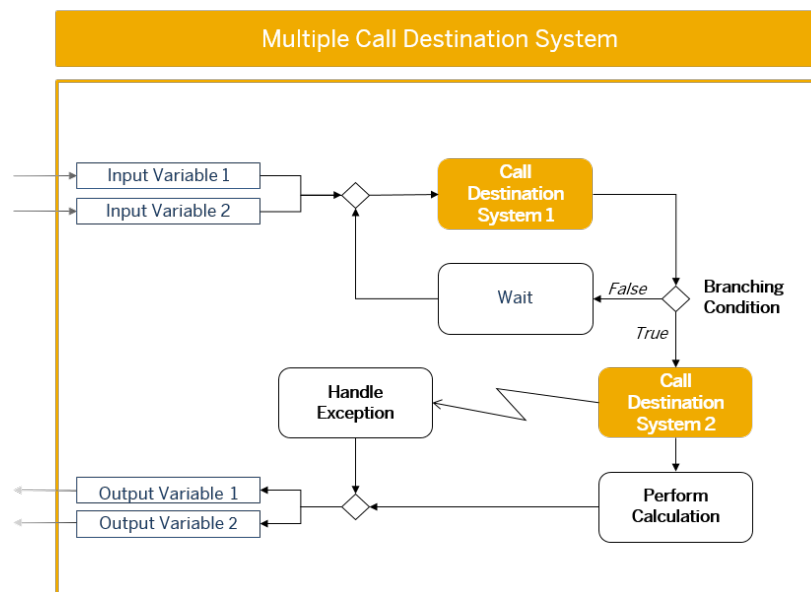 Multiple Call Destination System
Input Variable 1
Input Variable 2
Call
Destination
System 1
Wait
False
Branching
Condition
True
Handle
Exception
Call
Destination
System 2
Output Variable 1
Output Variable 2
Perform
Calculation